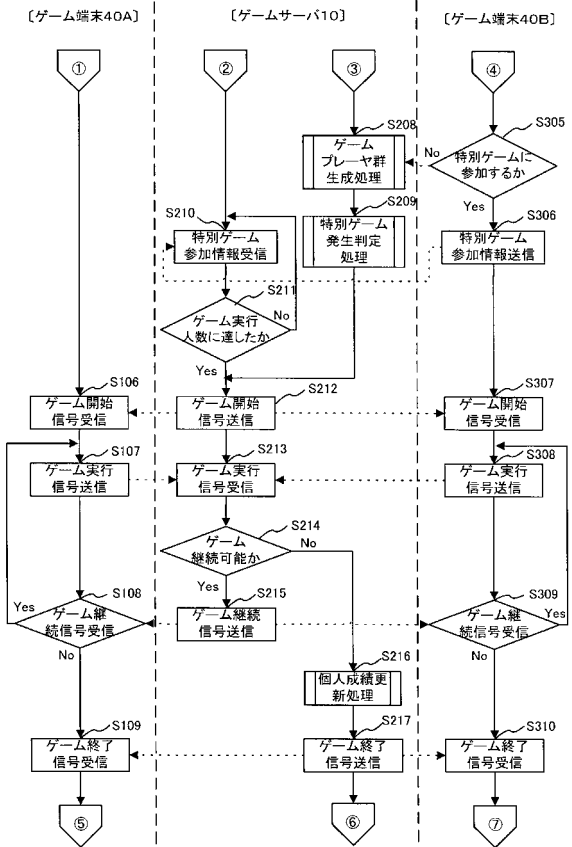 〔ゲーム端末40A〕
〔ゲームサーバ10〕
〔ゲーム端末40B〕
①
②
③
④
S208
ゲーム
プレーヤ群
生成処理
S305
特別ゲームに
参加するか
No
Yes
S209
特別ゲーム
発生判定
処理
S210
特別ゲーム
参加情報受信
S306
特別ゲーム
参加情報送信
S211
ゲーム実行
人数に達したか
No
Yes
S106
ゲーム開始
信号受信
S212
ゲーム開始
信号送信
S307
ゲーム開始
信号受信
S107
ゲーム実行
信号送信
S213
ゲーム実行
信号受信
S308
ゲーム実行
信号送信
S214
ゲーム
継続可能か
No
Yes
S108
ゲーム継
続信号受信
Yes
No
S215
ゲーム継続
信号送信
S309
ゲーム継
続信号受信
Yes
No
S216
個人成績更
新処理
S109
ゲーム終了
信号受信
S217
ゲーム終了
信号送信
S310
ゲーム終了
信号受信
⑤
⑥
⑦